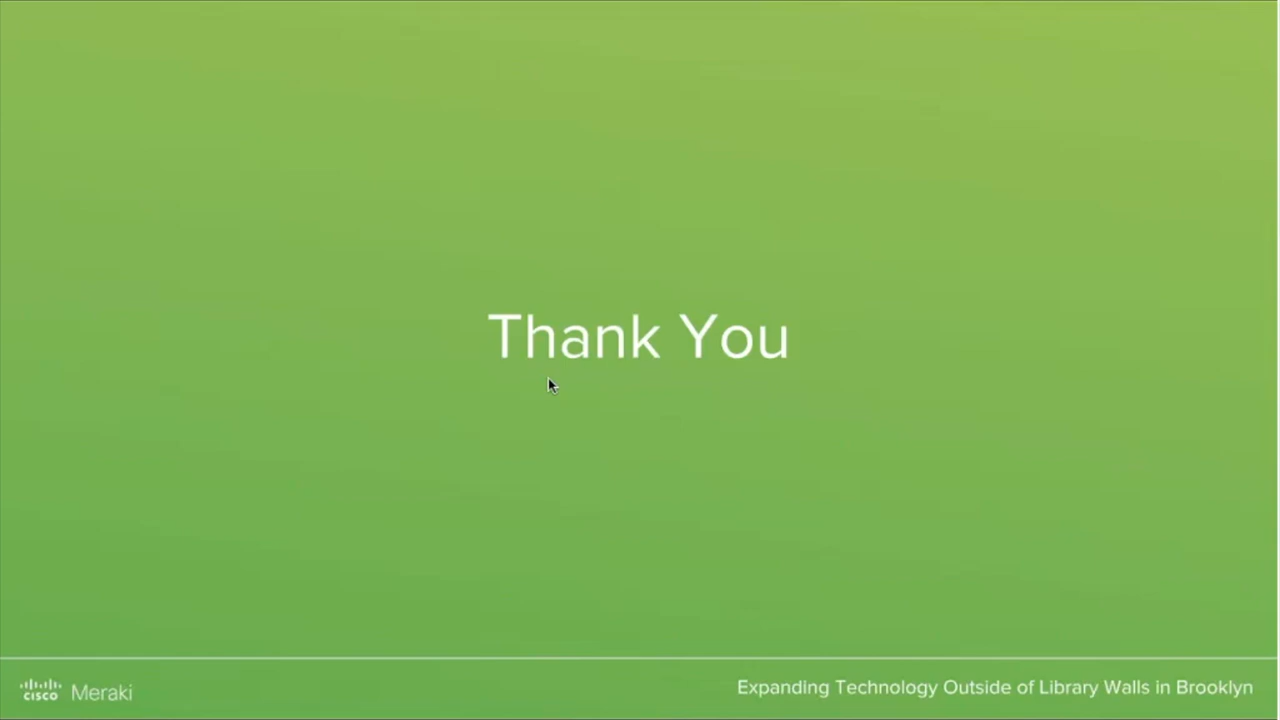 Thank You
cisco Meraki
Expanding Technology Outside of Library Walls in Brooklyn